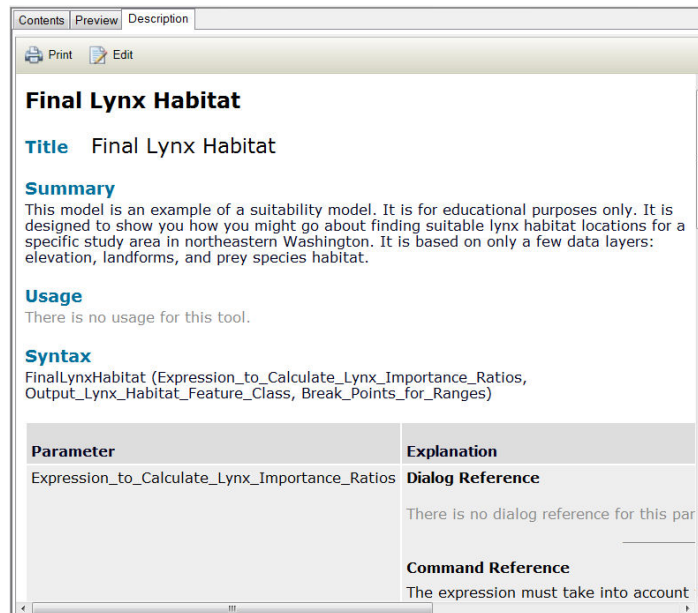 Contents Preview Description
Print Edit
Final Lynx Habitat
Title Final Lynx Habitat
Summary
This model is an example of a suitability model. It is for educational purposes only. It is
designed to show you how you might go about finding suitable lynx habitat locations for a
specific study area in northeastern Washington. It is based on only a few data layers:
elevation, landforms, and prey species habitat.
Usage
There is no usage for this tool.
Syntax
FinalLynxHabitat (Expression_to_Calculate_Lynx_Importance_Ratios,
Output_Lynx_Habitat_Feature_Class, Break_Points_for_Ranges)
Parameter Explanation
Expression_to_Calculate_Lynx_Importance_Ratios Dialog Reference
There is no dialog reference for this par
Command Reference
The expression must take into account